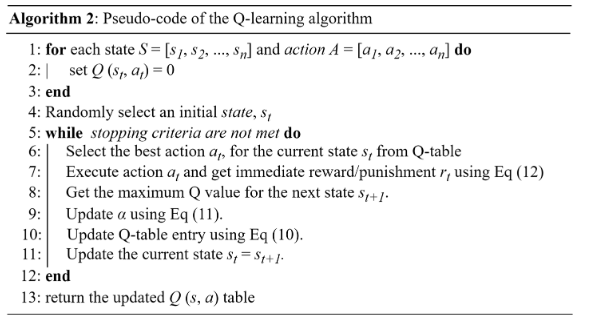 Algorithm 2: Pseudo-code of the Q-learning algorithm
1: for each state S = [s1, s2, ..., sn] and action A = [a1, a2, ..., an] do
2: | set Q (st, at) = 0
3: end
4: Randomly select an initial state, st
5: while stopping criteria are not met do
6: Select the best action at, for the current state st from Q-table
7: Execute action at and get immediate reward/punishment rt using Eq (12)
8: Get the maximum Q value for the next state st+1.
9: Update α using Eq (11).
10: Update Q-table entry using Eq (10).
11: Update the current state st = st+1.
12: end
13: return the updated Q (s, a) table